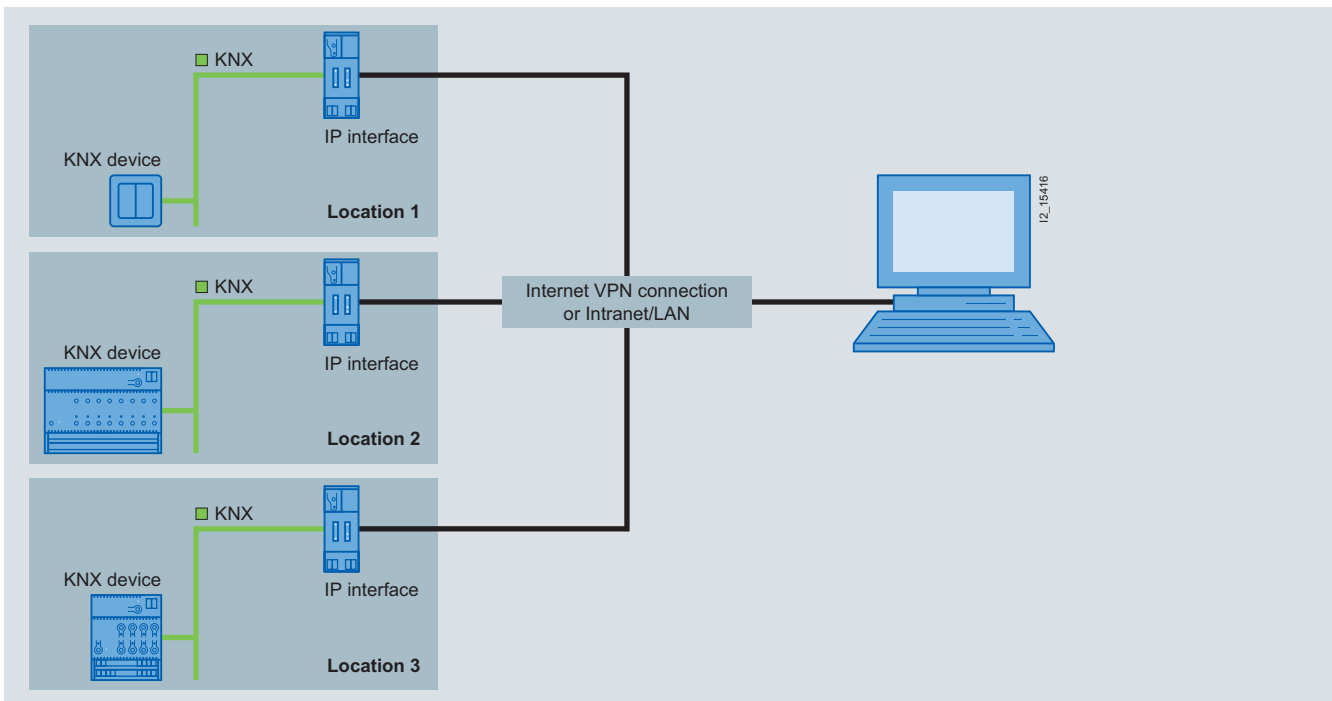 KNX
IP interface
KNX device
Location 1
KNX
IP interface
KNX device
Location 2
KNX
IP interface
KNX device
Location 3
Internet VPN connection
or Intranet/LAN
I2_15416